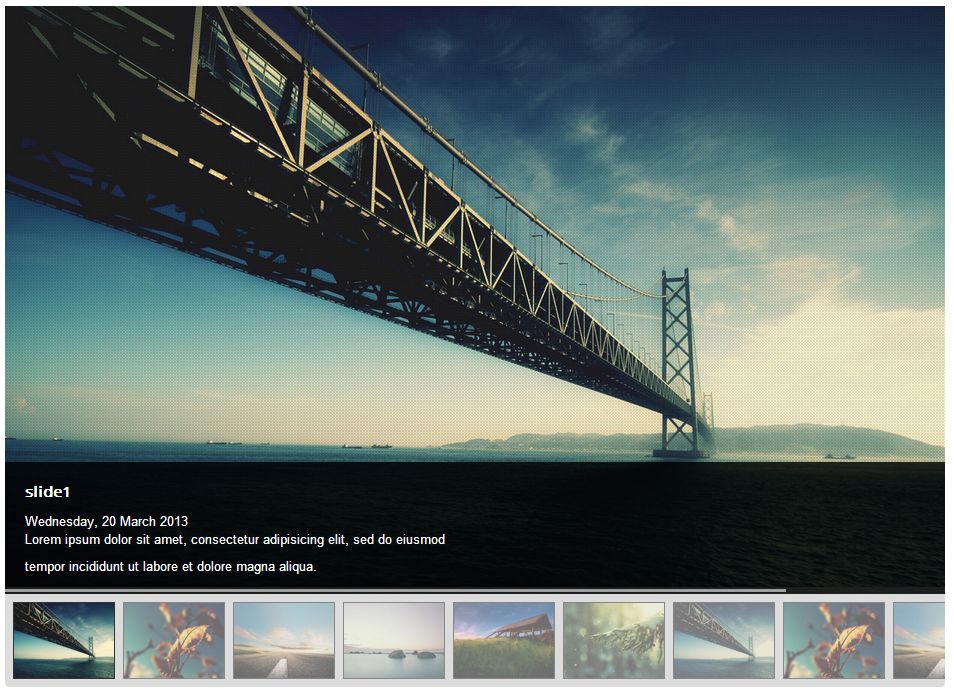 slide1
Wednesday, 20 March 2013
Lorem ipsum dolor sit amet, consectetur adipisicing elit, sed do eiusmod
tempor incididunt ut labore et dolore magna aliqua.